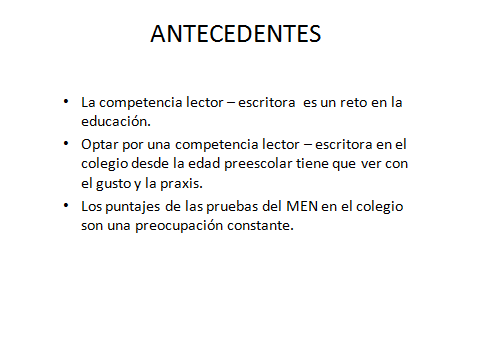 ANTECEDENTES
• La competencia lector – escritora es un reto en la
educación.
• Optar por una competencia lector – escritora en el
colegio desde la edad preescolar tiene que ver con
el gusto y la praxis.
• Los puntajes de las pruebas del MEN en el colegio
son una preocupación constante.